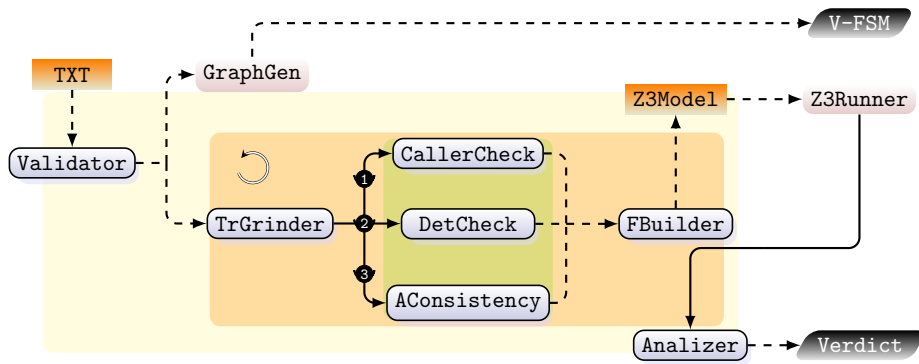 V-FSM
TXT
GraphGen
Z3Model
Z3Runner
Validator
CallerCheck
1
TrGrinder
2
DetCheck
FBuilder
3
AConsistency
Analizer
Verdict